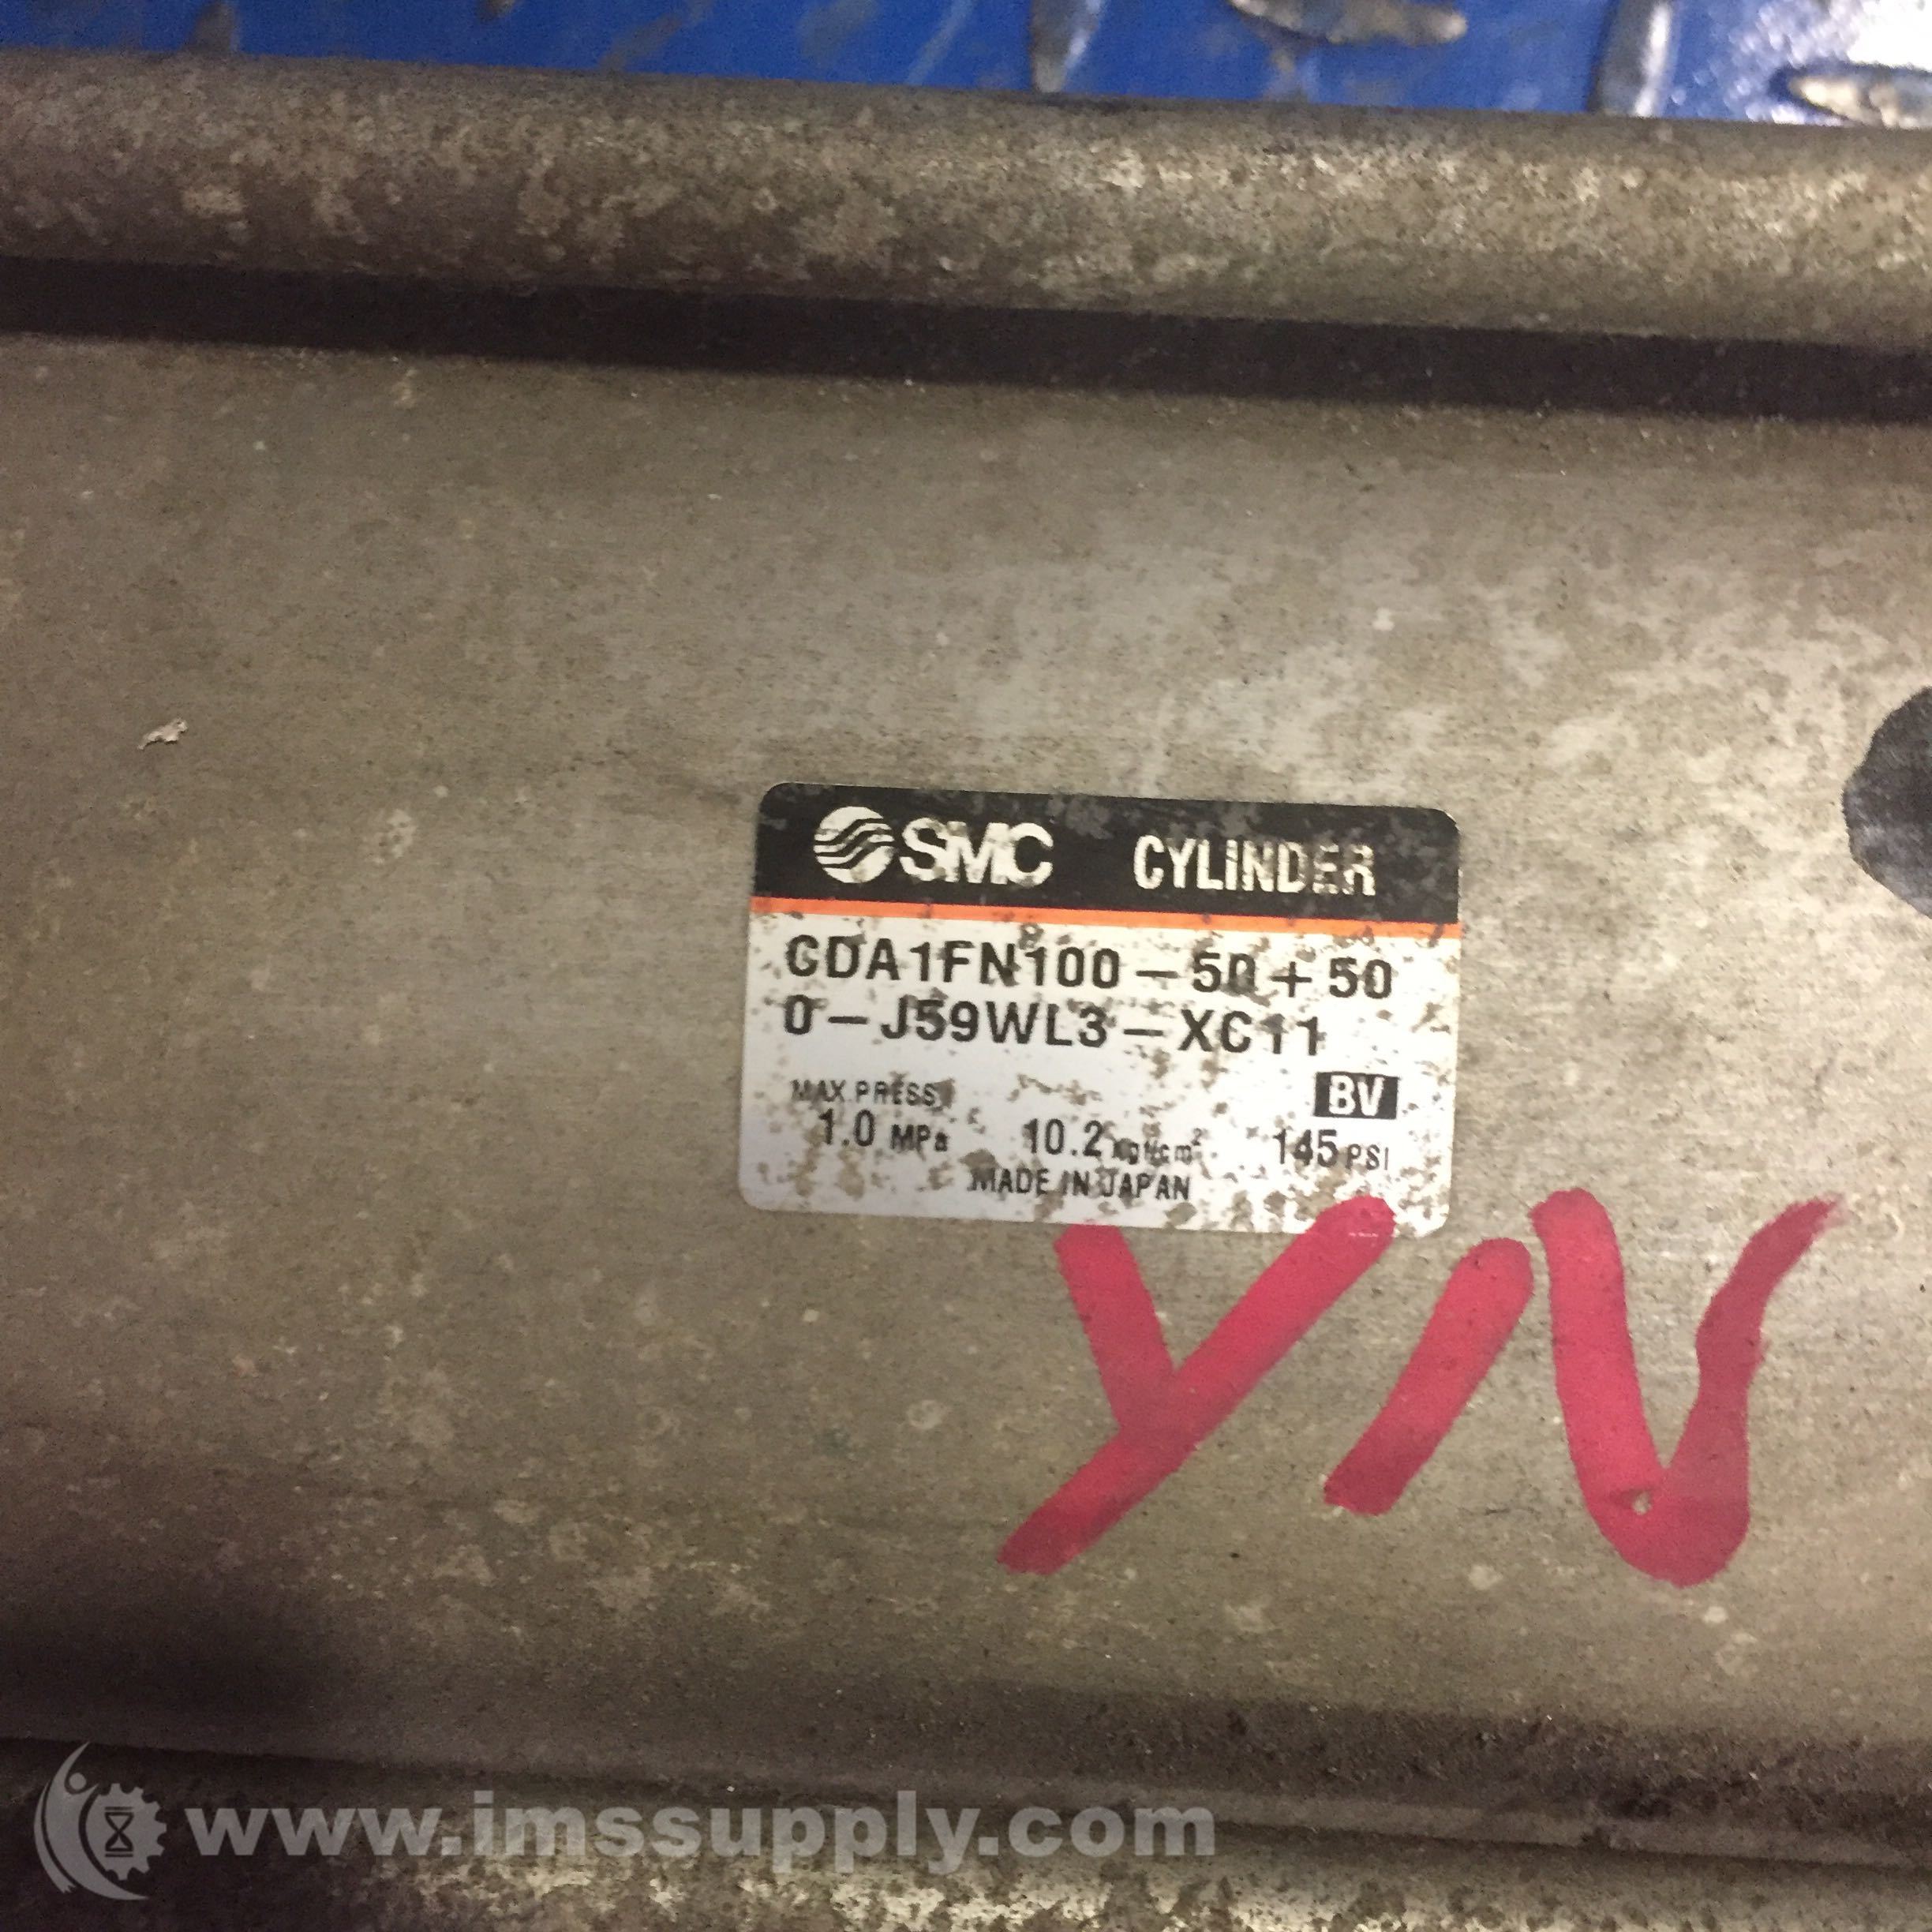 SMC CYLINDER
CDA1FN100-50+50
0-J59WL3-XC11
BV
MAX.PRESS.
1.0 MPa 10.2 Kgf/cm² 145 PSI
MADE IN JAPAN
YIN
www.imssupply.com